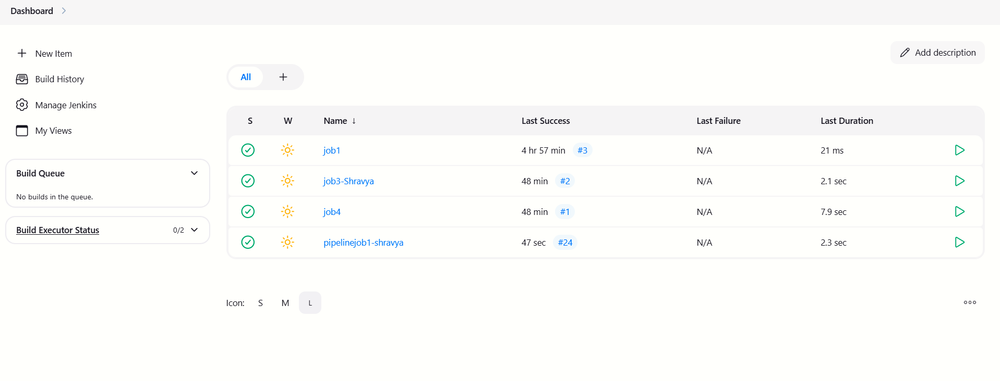 Dashboard
New Item
Build History
Manage Jenkins
My Views
Build Queue
No builds in the queue.
Build Executor Status 0/2
Add description
All +
S W Name ↓ Last Success Last Failure Last Duration
job1 4 hr 57 min #3 N/A 21 ms
job3-Shravya 48 min #2 N/A 2.1 sec
job4 48 min #1 N/A 7.9 sec
pipelinejob1-shravya 47 sec #24 N/A 2.3 sec
Icon: S M L